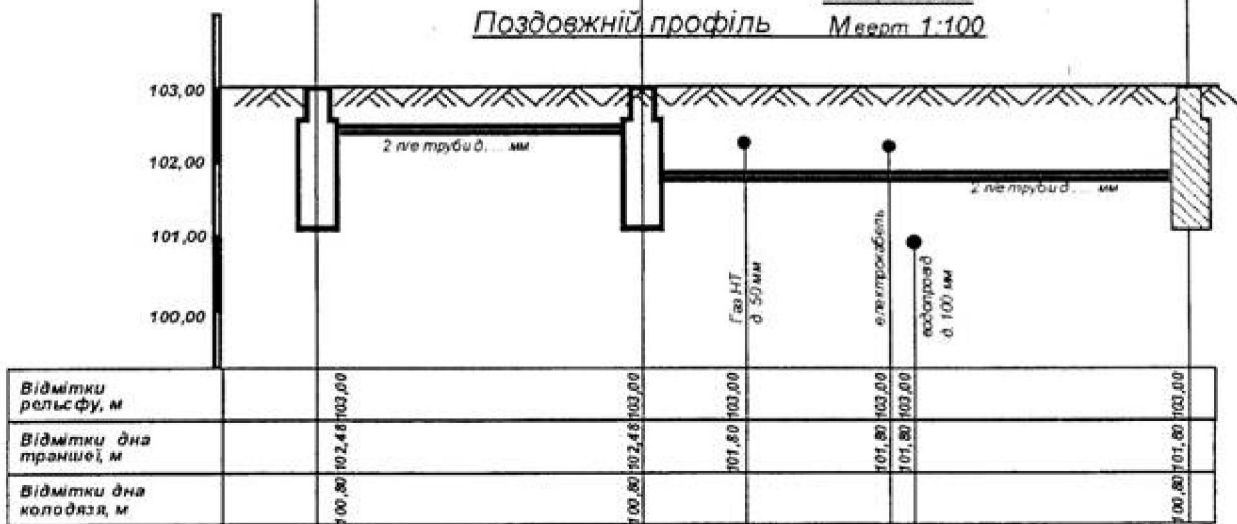 Поздовжній профіль М верт 1:100
103,00
2 п/е труби д. ... мм
102,00
2 п/е труби д. ... мм
101,00
Газ НТ
д. 50 мм
електрокабель
водопровід
д. 100 мм
100,00
Відмітки
рельєфу, м
103,00 103,00 103,00 103,00 103,00 103,00
Відмітки дна
траншеї, м
102,48 102,48 101,80 101,80 101,80 101,80
Відмітки дна
колодязя, м
100,80 100,80 100,80